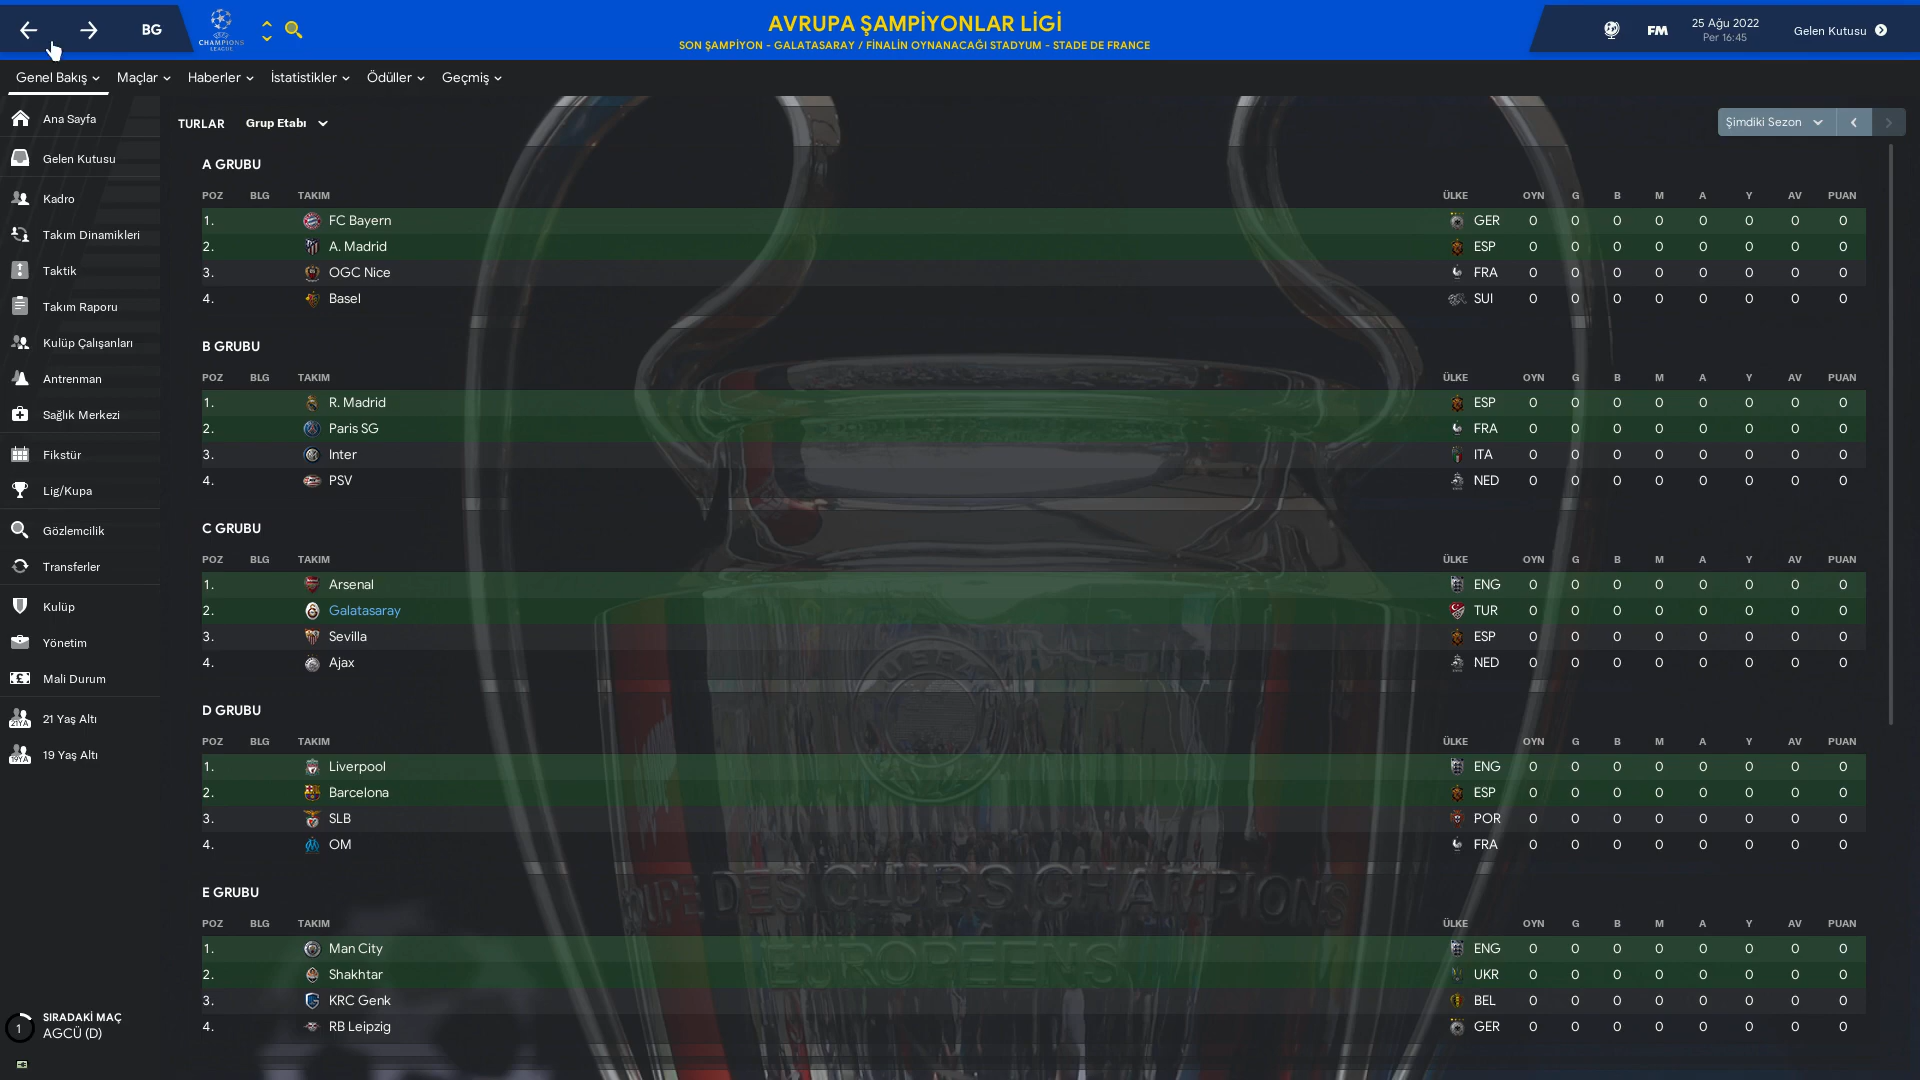 BG
AVRUPA ŞAMPİYONLAR LİGİ
SON ŞAMPİYON - GALATASARAY / FİNALİN OYNANACAĞI STADYUM - STADE DE FRANCE
CHAMPIONS LEAGUE
FM
25 Ağu 2022
Per 16:45
Gelen Kutusu
Genel Bakış Maçlar Haberler İstatistikler Ödüller Geçmiş
Ana Sayfa
Gelen Kutusu
Kadro
Takım Dinamikleri
Taktik
Takım Raporu
Kulüp Çalışanları
Antrenman
Sağlık Merkezi
Fikstür
Lig/Kupa
Gözlemcilik
Transferler
Kulüp
Yönetim
Mali Durum
21YA 21 Yaş Altı
19YA 19 Yaş Altı
1 SIRADAKİ MAÇ
AGCÜ (D)
TURLAR Grup Etabı
Şimdiki Sezon
A GRUBU
POZ BLG TAKIM ÜLKE OYN G B M A Y AV PUAN
1. FC Bayern GER 0 0 0 0 0 0 0 0
2. A. Madrid ESP 0 0 0 0 0 0 0 0
3. OGC Nice FRA 0 0 0 0 0 0 0 0
4. Basel SUI 0 0 0 0 0 0 0 0
B GRUBU
POZ BLG TAKIM ÜLKE OYN G B M A Y AV PUAN
1. R. Madrid ESP 0 0 0 0 0 0 0 0
2. Paris SG FRA 0 0 0 0 0 0 0 0
3. Inter ITA 0 0 0 0 0 0 0 0
4. PSV NED 0 0 0 0 0 0 0 0
C GRUBU
POZ BLG TAKIM ÜLKE OYN G B M A Y AV PUAN
1. Arsenal ENG 0 0 0 0 0 0 0 0
2. Galatasaray TUR 0 0 0 0 0 0 0 0
3. Sevilla ESP 0 0 0 0 0 0 0 0
4. Ajax NED 0 0 0 0 0 0 0 0
D GRUBU
POZ BLG TAKIM ÜLKE OYN G B M A Y AV PUAN
1. Liverpool ENG 0 0 0 0 0 0 0 0
2. Barcelona ESP 0 0 0 0 0 0 0 0
3. SLB POR 0 0 0 0 0 0 0 0
4. OM FRA 0 0 0 0 0 0 0 0
E GRUBU
POZ BLG TAKIM ÜLKE OYN G B M A Y AV PUAN
1. Man City ENG 0 0 0 0 0 0 0 0
2. Shakhtar UKR 0 0 0 0 0 0 0 0
3. KRC Genk BEL 0 0 0 0 0 0 0 0
4. RB Leipzig GER 0 0 0 0 0 0 0 0
UEFA
COUPE DES CLUBS CHAMPIONS
EUROPÉENS